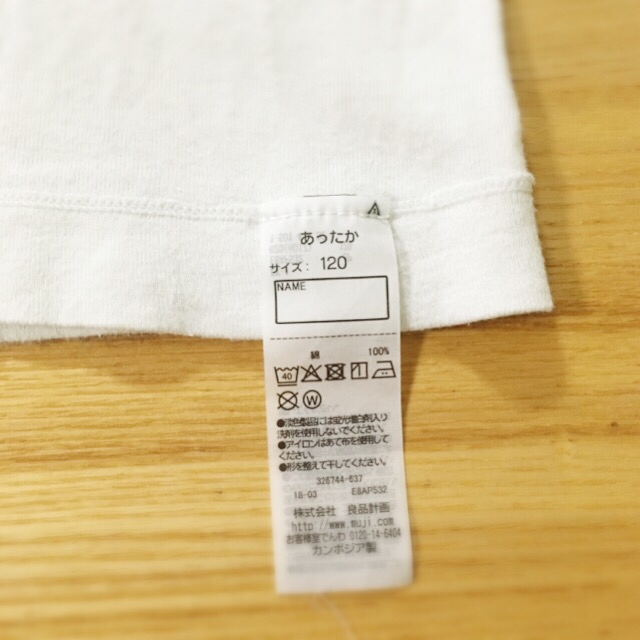 あったか
サイズ: 120
NAME
綿 100%
40
W
●淡色製品には蛍光増白剤入り
洗剤を使用しないでください。
●アイロンはあて布を使用して
ください。
●形を整えて干してください。
326744-637
18-03 E8AP532
株式会社 良品計画
http://www.muji.com
お客様室でんわ 0120-14-6404
カンボジア製